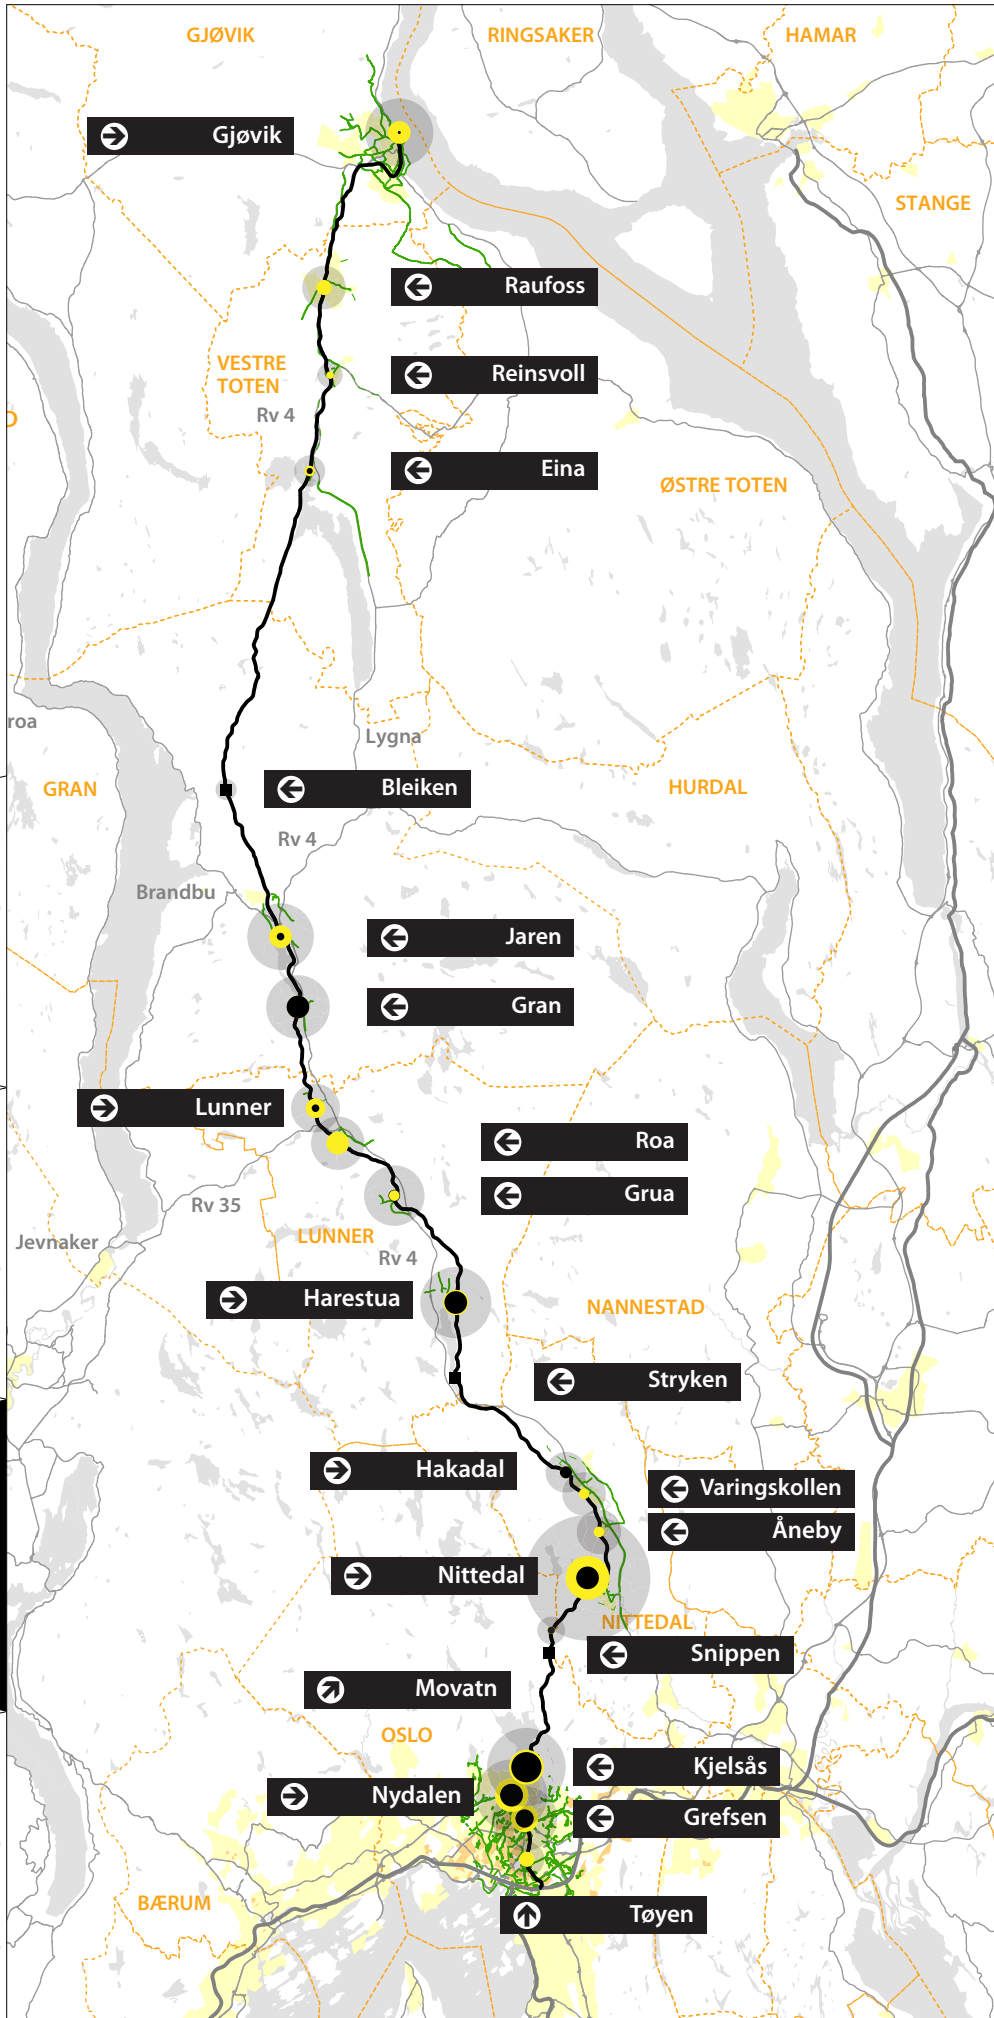 GJØVIK
RINGSAKER
HAMAR
Gjøvik
STANGE
Raufoss
VESTRE
TOTEN
Reinsvoll
Rv 4
Eina
ØSTRE TOTEN
roa
Lygna
GRAN
Bleiken
HURDAL
Rv 4
Brandbu
Jaren
Gran
Lunner
Roa
Grua
Rv 35
LUNNER
Jevnaker
Rv 4
Harestua
NANNESTAD
Stryken
Hakadal
Varingskollen
Åneby
Nittedal
NITTEDAL
Snippen
Movatn
OSLO
Kjelsås
Nydalen
Grefsen
BÆRUM
Tøyen